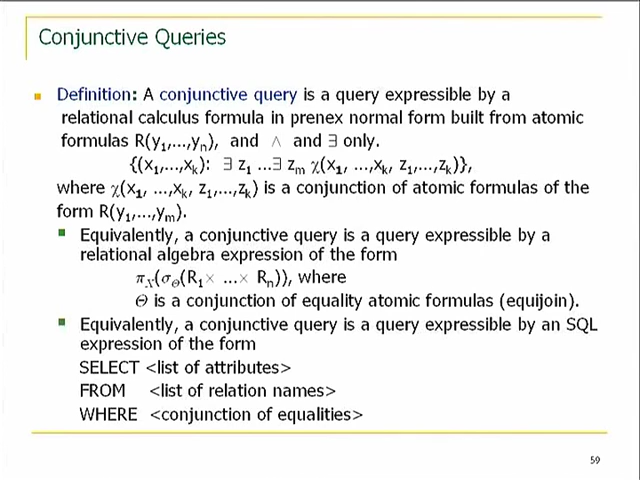 Conjunctive Queries
Definition: A conjunctive query is a query expressible by a
relational calculus formula in prenex normal form built from atomic
formulas R(y₁,...,yₙ), and ∧ and ∃ only.
{(x₁,...,xₖ): ∃ z₁ ...∃ zₘ χ(x₁, ...,xₖ, z₁,...,zₖ)},
where χ(x₁, ...,xₖ, z₁,...,zₖ) is a conjunction of atomic formulas of the
form R(y₁,...,yₘ).
Equivalently, a conjunctive query is a query expressible by a
relational algebra expression of the form
π_X(σ_Θ(R₁× ...× Rₙ)), where
Θ is a conjunction of equality atomic formulas (equijoin).
Equivalently, a conjunctive query is a query expressible by an SQL
expression of the form
SELECT <list of attributes>
FROM <list of relation names>
WHERE <conjunction of equalities>
59